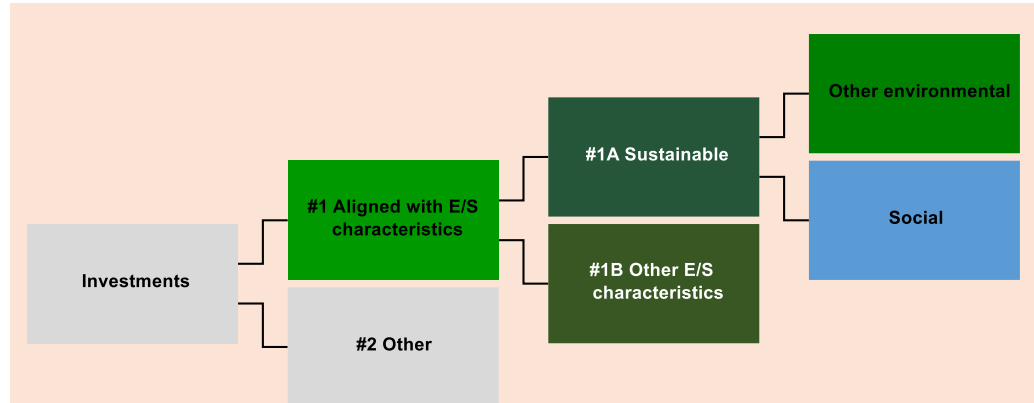 Investments
#1 Aligned with E/S
characteristics
#2 Other
#1A Sustainable
#1B Other E/S
characteristics
Other environmental
Social